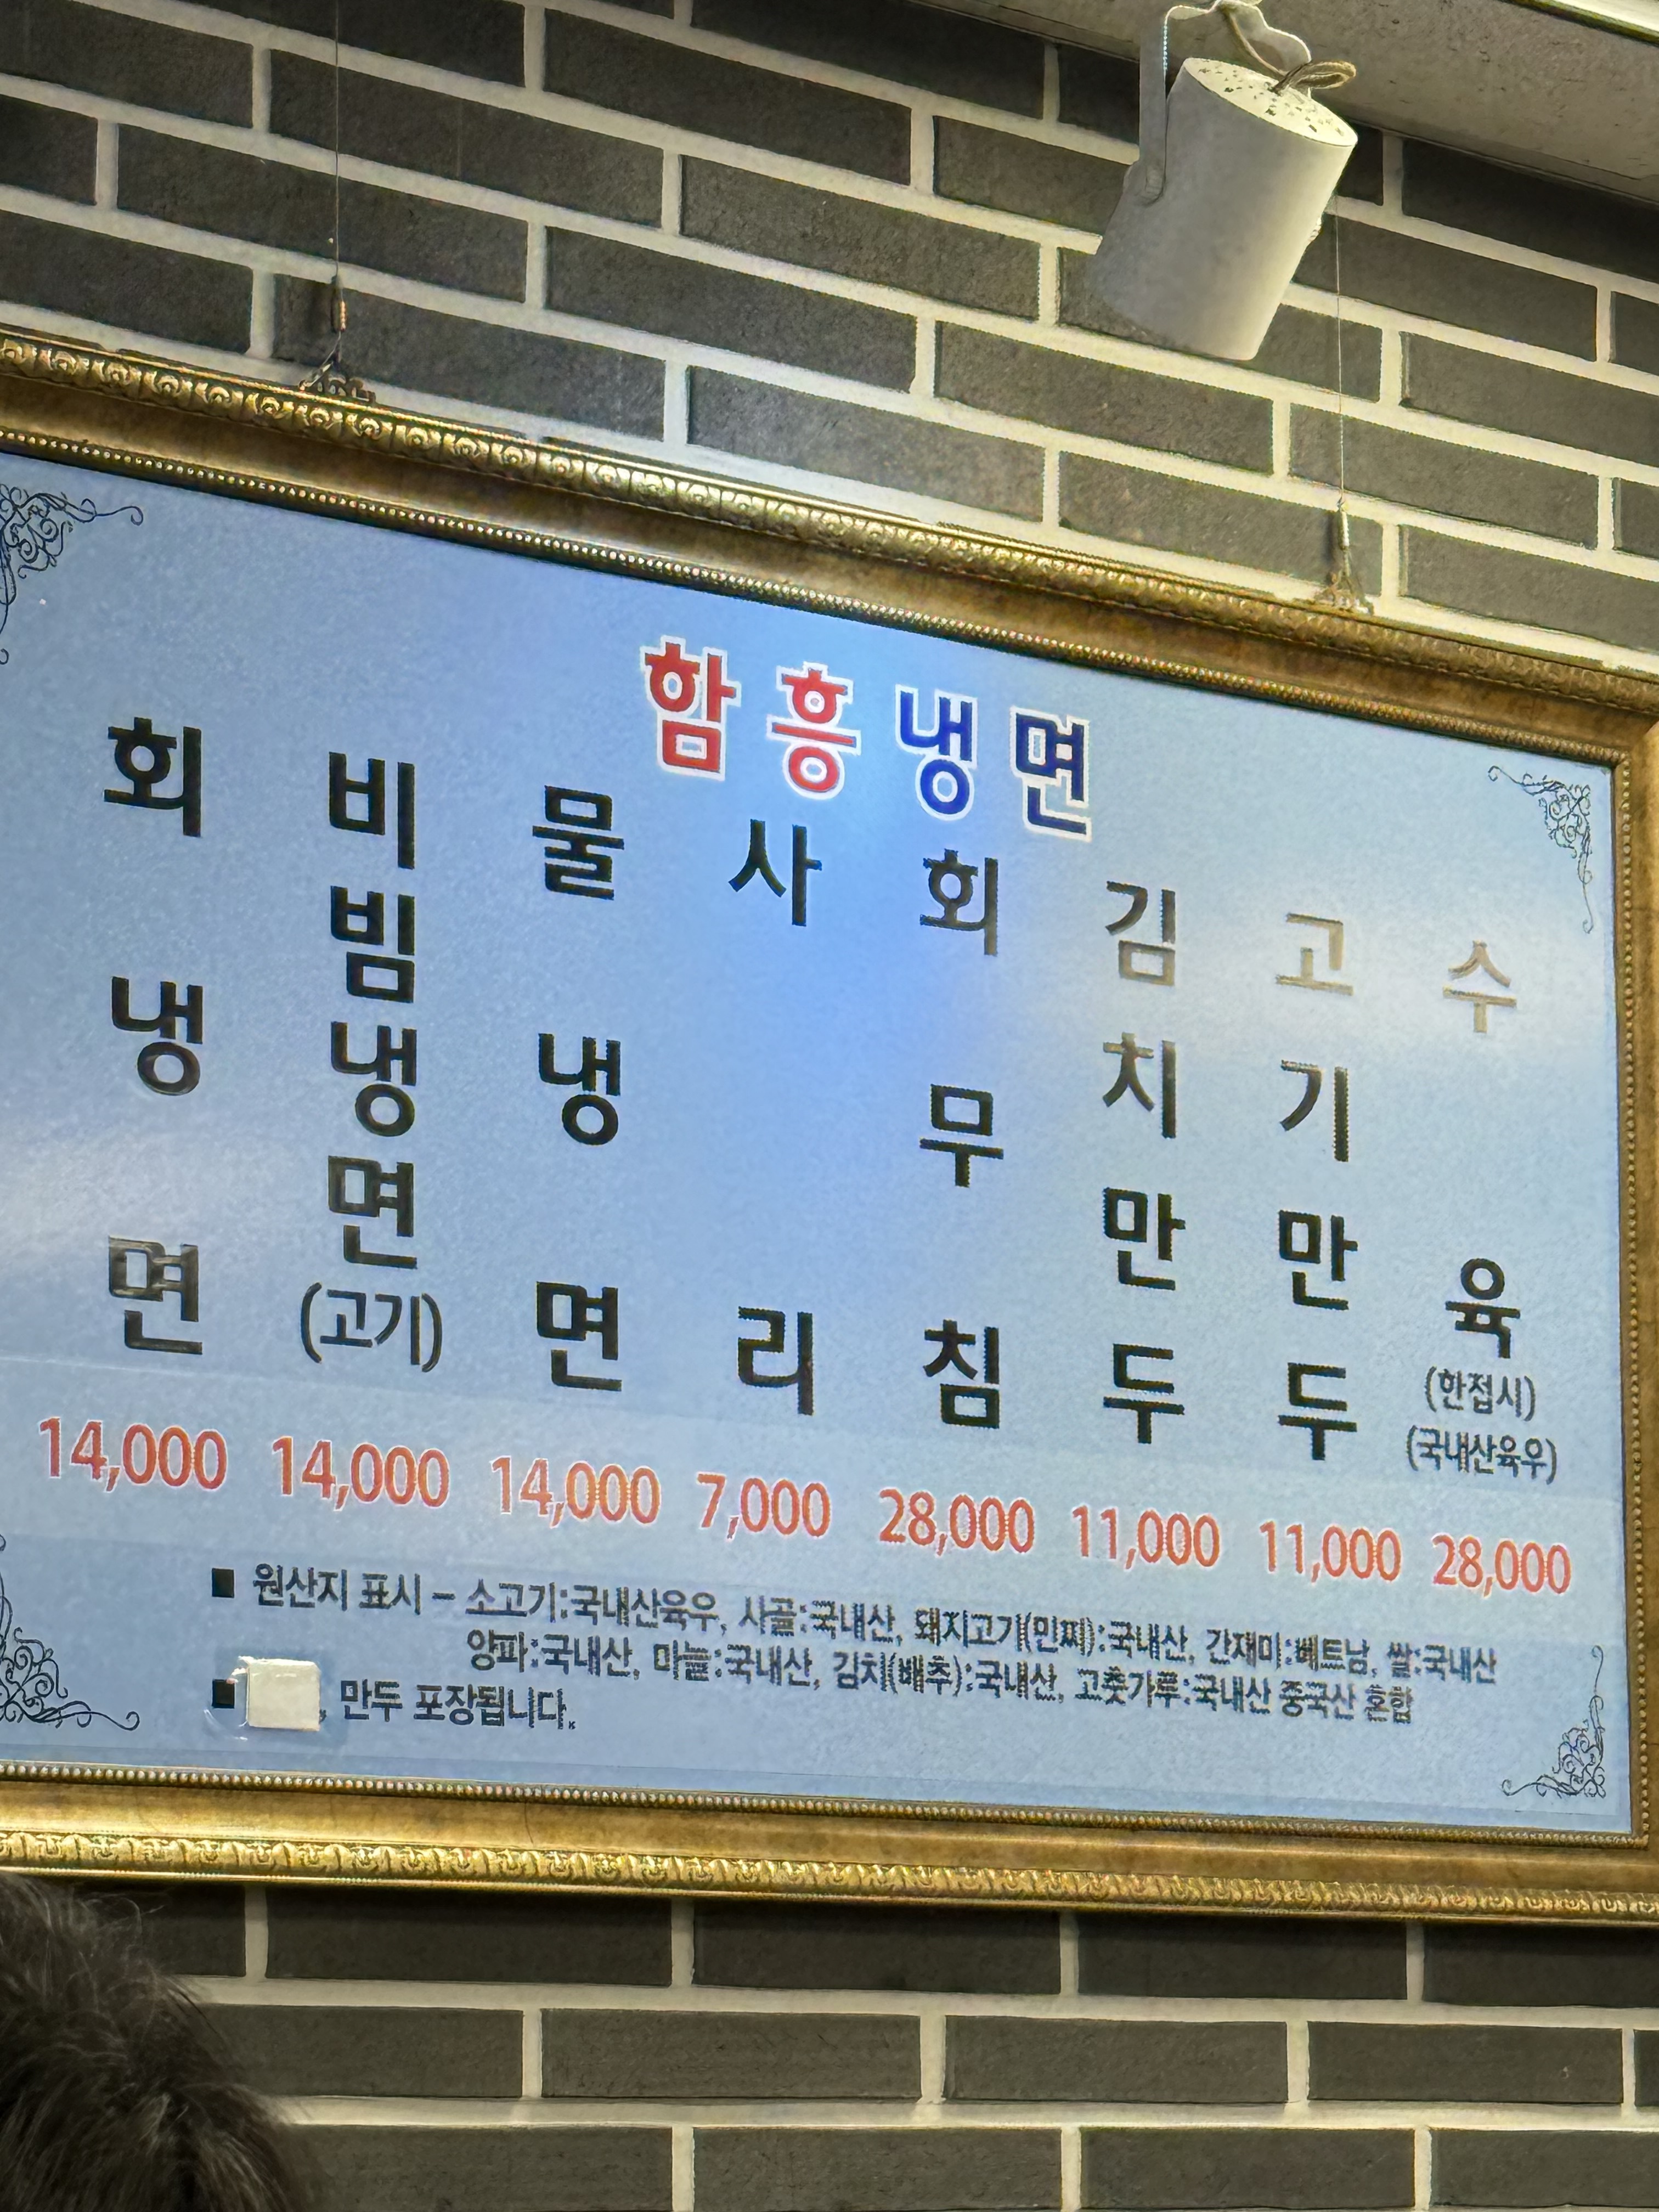 함흥냉면
회냉면
비빔냉면
(고기)
물냉면
사리
회무침
김치만두
고기만두
수육
(한접시)
(국내산육우)
14,000 14,000 14,000 7,000 28,000 11,000 11,000 28,000
■ 원산지 표시 – 소고기:국내산육우, 사골:국내산, 돼지고기(민찌):국내산, 간재미:베트남, 쌀:국내산
양파:국내산, 마늘:국내산, 김치(배추):국내산, 고춧가루:국내산 중국산 혼합
■ , 만두 포장됩니다.